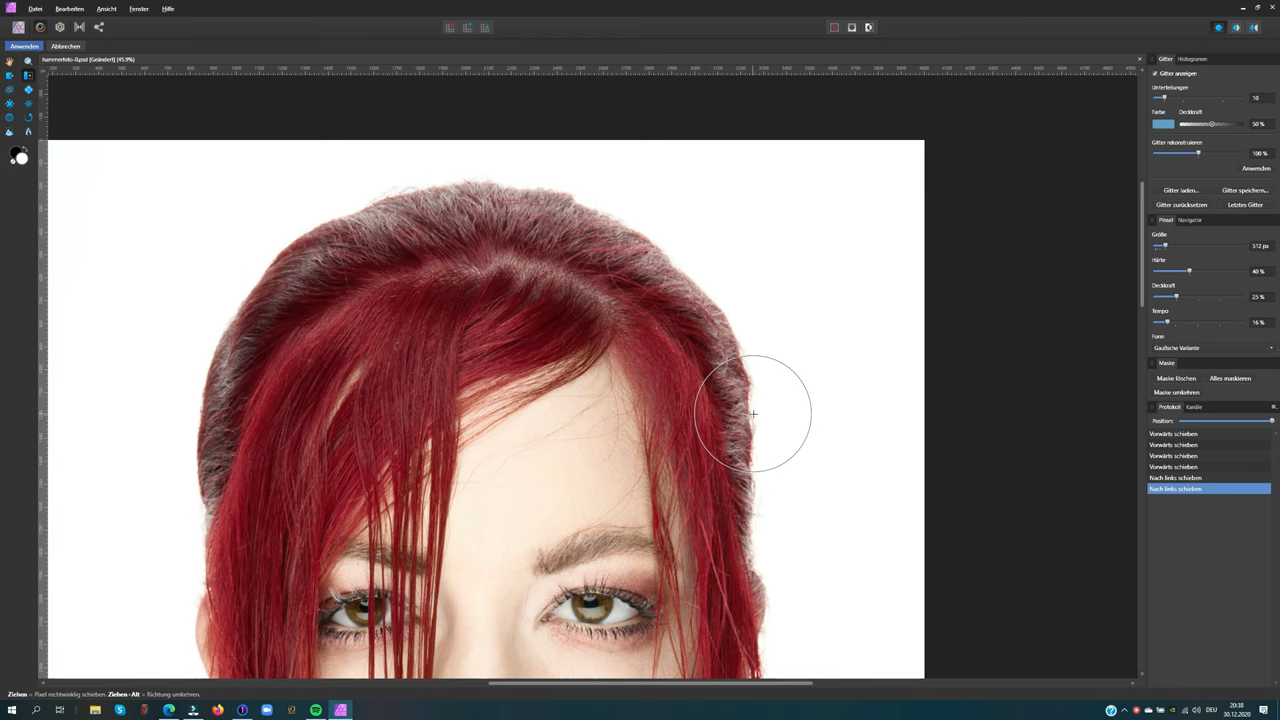 Datei Bearbeiten Ansicht Fenster Hilfe
Anwenden Abbrechen
hammerfoto-0.psd [Geändert] (45.9%)
Gitter Histogramm
Gitter anzeigen
Unterteilungen
10
Farbe Deckkraft
50 %
Gitter rekonstruieren
100 %
Anwenden
Gitter laden... Gitter speichern...
Gitter zurücksetzen Letztes Gitter
Pinsel Navigator
Größe
512 px
Härte
40 %
Deckkraft
25 %
Tempo
16 %
Form
Gaußsche Variante
Maske
Maske löschen Alles maskieren
Maske umkehren
Protokoll Kanäle
Position:
Vorwärts schieben
Vorwärts schieben
Vorwärts schieben
Vorwärts schieben
Nach links schieben
Nach links schieben
Ziehen = Pixel rechtwinklig schieben. Ziehen+Alt = Richtung umkehren.
DEU
20:38
30.12.2020